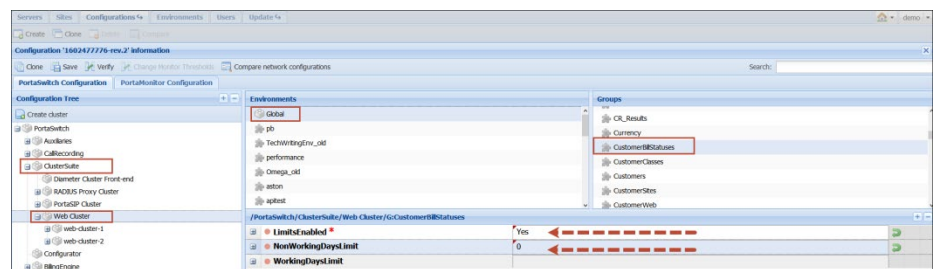 Servers Sites Configurations Environments Users Update demo
Create Clone
Configuration '1602477776-rev.2' information
Clone Save Verify Change Monitor Thresholds Compare network configurations Search:
PortaSwitch Configuration PortaMonitor Configuration
Configuration Tree Environments Groups
Create cluster Global CR_Results
PortaSwitch pb Currency
Auxiliaries TechWritingEnv_old CustomerBillStatuses
CallRecording performance CustomerClasses
ClusterSuite Omega_old Customers
Diameter Cluster Front-end aston CustomerSites
RADIUS Proxy Cluster apitest CustomerWeb
PortaSIP Cluster
Web Cluster /PortaSwitch/ClusterSuite/Web Cluster/G:CustomerBillStatuses
web-cluster-1 LimitsEnabled * Yes
web-cluster-2 NonWorkingDaysLimit 0
Configurator WorkingDaysLimit
BillingEngine